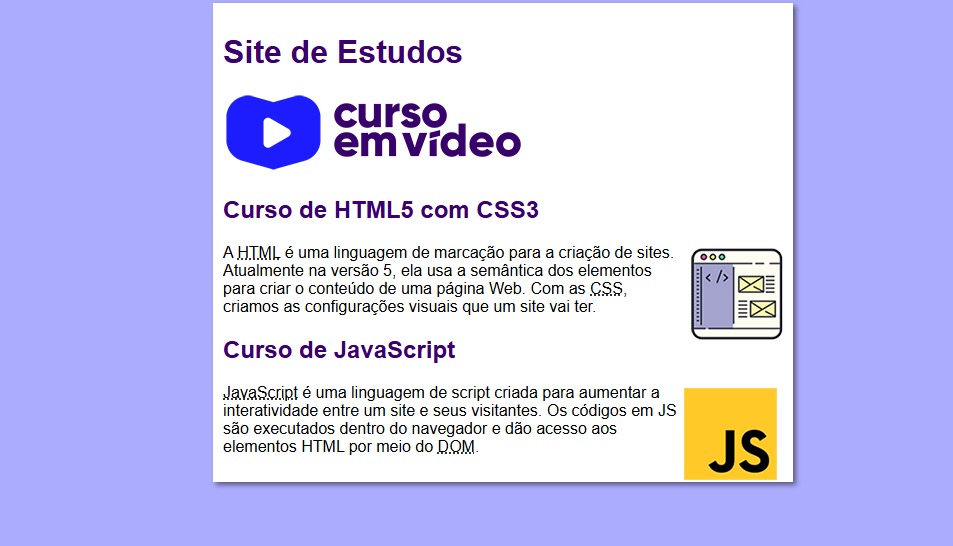 Site de Estudos
curso
em vídeo
Curso de HTML5 com CSS3
A HTML é uma linguagem de marcação para a criação de sites.
Atualmente na versão 5, ela usa a semântica dos elementos
para criar o conteúdo de uma página Web. Com as CSS,
criamos as configurações visuais que um site vai ter.
</>
Curso de JavaScript
JavaScript é uma linguagem de script criada para aumentar a
interatividade entre um site e seus visitantes. Os códigos em JS
são executados dentro do navegador e dão acesso aos
elementos HTML por meio do DOM.
JS